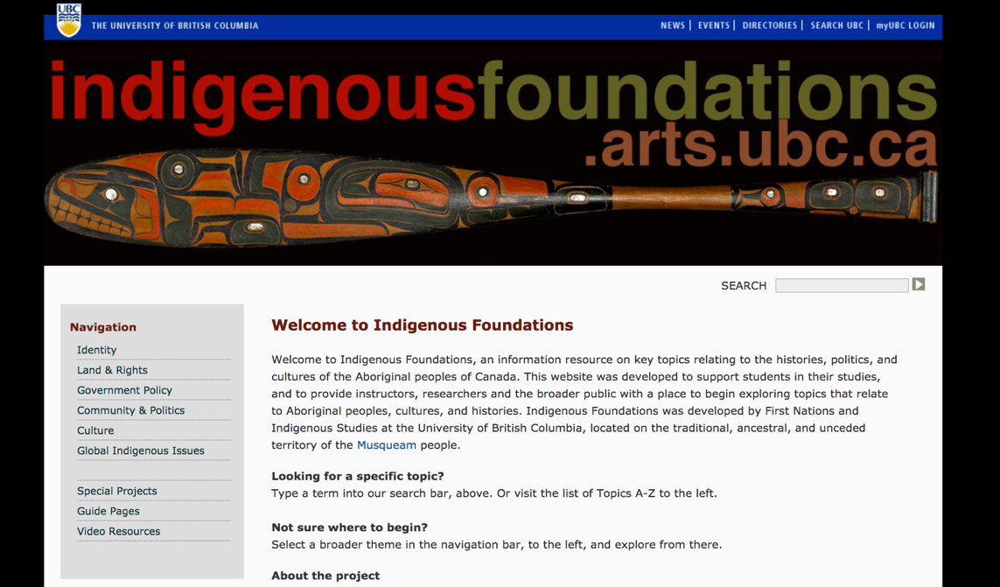 UBC
THE UNIVERSITY OF BRITISH COLUMBIA
NEWS | EVENTS | DIRECTORIES | SEARCH UBC | myUBC LOGIN
indigenousfoundations
.arts.ubc.ca
SEARCH
Navigation
Identity
Land & Rights
Government Policy
Community & Politics
Culture
Global Indigenous Issues
Special Projects
Guide Pages
Video Resources
Welcome to Indigenous Foundations
Welcome to Indigenous Foundations, an information resource on key topics relating to the histories, politics, and
cultures of the Aboriginal peoples of Canada. This website was developed to support students in their studies,
and to provide instructors, researchers and the broader public with a place to begin exploring topics that relate
to Aboriginal peoples, cultures, and histories. Indigenous Foundations was developed by First Nations and
Indigenous Studies at the University of British Columbia, located on the traditional, ancestral, and unceded
territory of the Musqueam people.
Looking for a specific topic?
Type a term into our search bar, above. Or visit the list of Topics A-Z to the left.
Not sure where to begin?
Select a broader theme in the navigation bar, to the left, and explore from there.
About the project